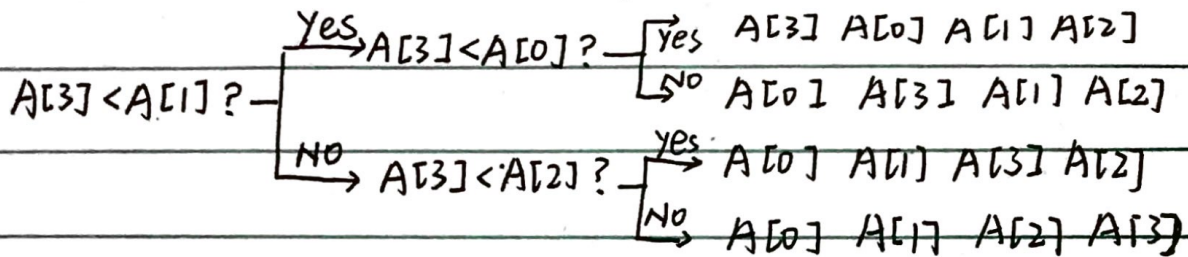 Yes A[3]<A[0]? yes A[3] A[0] A[1] A[2]
A[3]<A[1]? NO A[0] A[3] A[1] A[2]
NO A[3]<A[2]? yes A[0] A[1] A[3] A[2]
NO A[0] A[1] A[2] A[3]